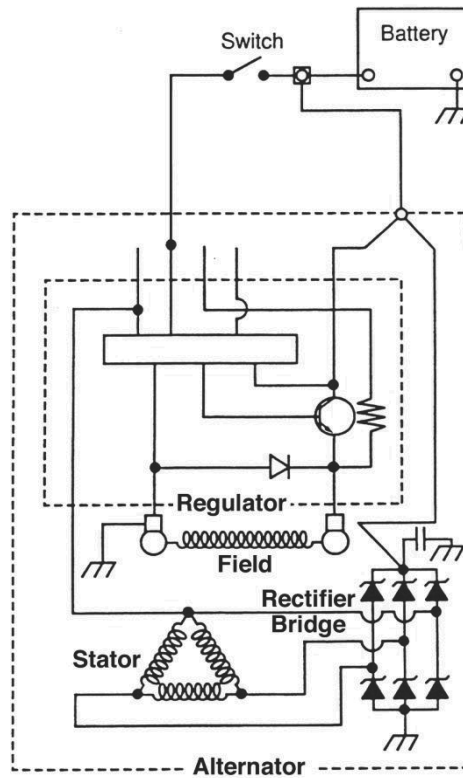 Switch
Battery
Regulator
Field
Rectifier
Bridge
Stator
Alternator